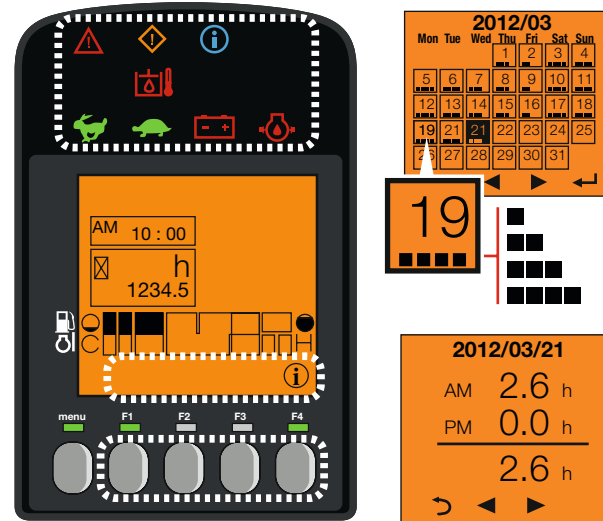 i
- +
AM 10 : 00
h
1234.5
C H
i
menu F1 F2 F3 F4
2012/03
Mon Tue Wed Thu Fri Sat Sun
1 2 3 4
5 6 7 8 9 10 11
12 13 14 15 16 17 18
19 21 21 22 23 24 25
26 27 28 29 30 31
19
2012/03/21
AM 2.6 h
PM 0.0 h
2.6 h